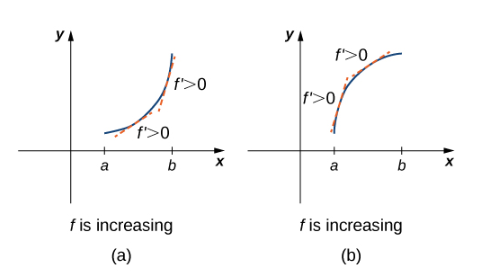 y
f'>0
f'>0
a
b
x
f is increasing
(a)
y
f'>0
f'>0
a
b
x
f is increasing
(b)